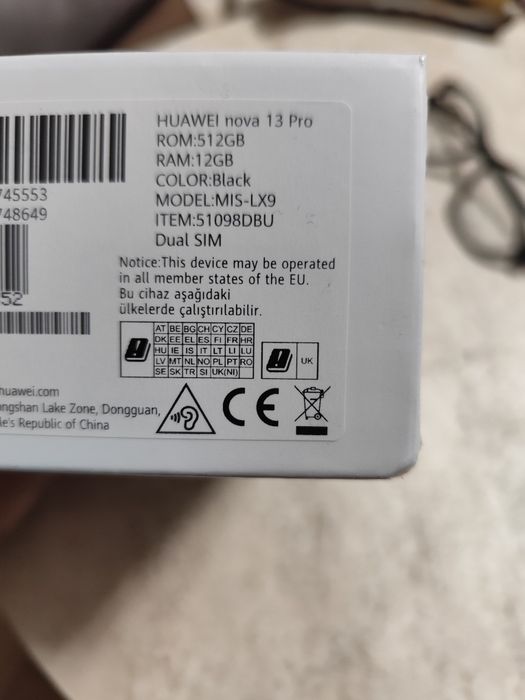 HUAWEI nova 13 Pro
ROM:512GB
RAM:12GB
COLOR:Black
MODEL:MIS-LX9
ITEM:51098DBU
Dual SIM
745553
748649
52
Notice:This device may be operated
in all member states of the EU.
Bu cihaz aşağıdaki
ülkelerde çalıştırılabilir.
AT BE BG CH CY CZ DE
DK EE EL ES FI FR HR
HU IE IS IT LT LI LU
LV MT NL NO PL PT RO
SE SK TR SI UK(NI)
UK
huawei.com
ngshan Lake Zone, Dongguan,
le's Republic of China
CE